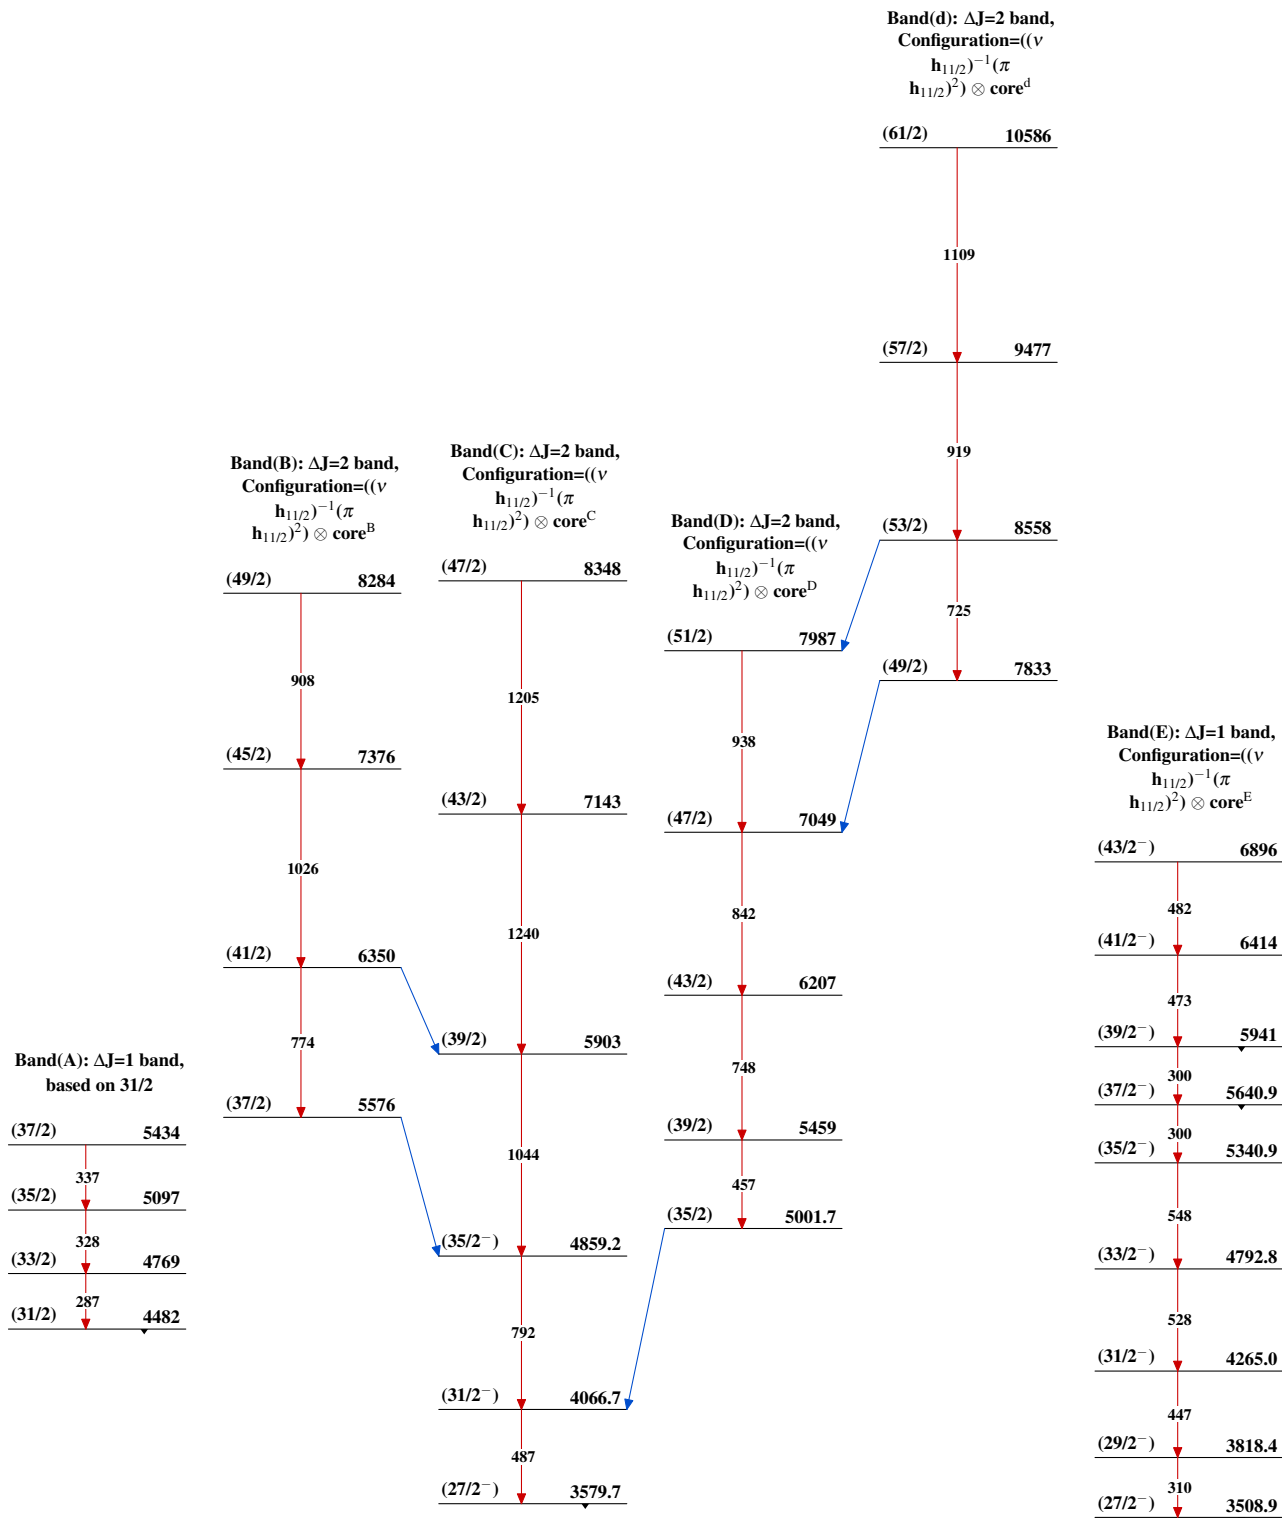 Band(A): ΔJ=1 band,
based on 31/2
(37/2) 5434
337
(35/2) 5097
328
(33/2) 4769
287
(31/2) 4482
Band(B): ΔJ=2 band,
Configuration=((ν
h₁₁/₂)⁻¹(π
h₁₁/₂)²) ⊗ coreᴮ
(49/2) 8284
908
(45/2) 7376
1026
(41/2) 6350
774
(37/2) 5576
Band(C): ΔJ=2 band,
Configuration=((ν
h₁₁/₂)⁻¹(π
h₁₁/₂)²) ⊗ core^C
(47/2) 8348
1205
(43/2) 7143
1240
(39/2) 5903
1044
(35/2⁻) 4859.2
792
(31/2⁻) 4066.7
487
(27/2⁻) 3579.7
Band(D): ΔJ=2 band,
Configuration=((ν
h₁₁/₂)⁻¹(π
h₁₁/₂)²) ⊗ coreᴰ
(51/2) 7987
938
(47/2) 7049
842
(43/2) 6207
748
(39/2) 5459
457
(35/2) 5001.7
Band(d): ΔJ=2 band,
Configuration=((ν
h₁₁/₂)⁻¹(π
h₁₁/₂)²) ⊗ coreᵈ
(61/2) 10586
1109
(57/2) 9477
919
(53/2) 8558
725
(49/2) 7833
Band(E): ΔJ=1 band,
Configuration=((ν
h₁₁/₂)⁻¹(π
h₁₁/₂)²) ⊗ coreᴱ
(43/2⁻) 6896
482
(41/2⁻) 6414
473
(39/2⁻) 5941
300
(37/2⁻) 5640.9
300
(35/2⁻) 5340.9
548
(33/2⁻) 4792.8
528
(31/2⁻) 4265.0
447
(29/2⁻) 3818.4
310
(27/2⁻) 3508.9